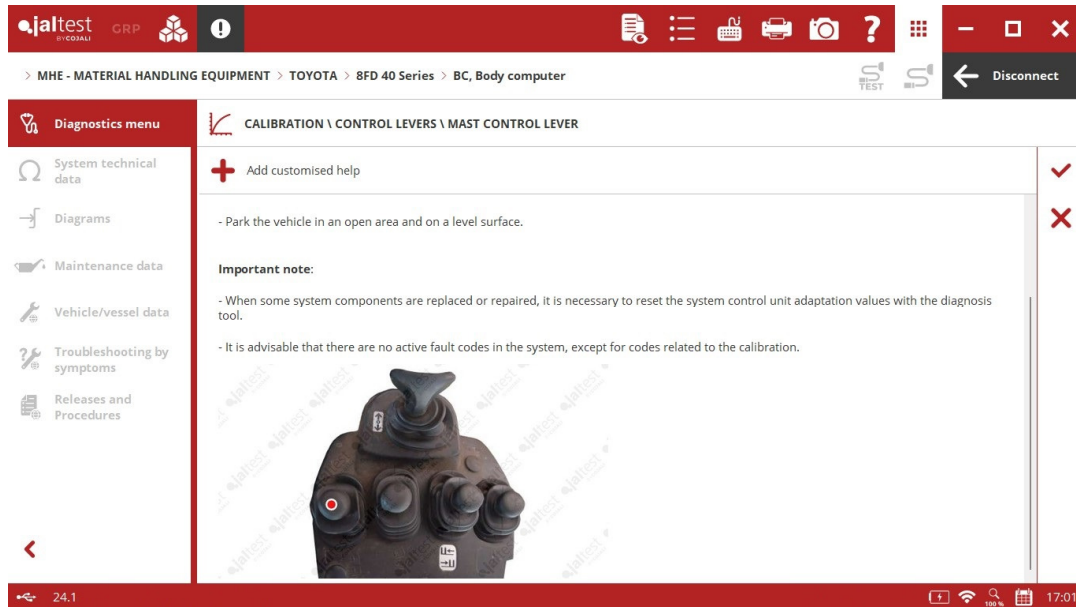 jaltest GRP
BY COJALI
> MHE - MATERIAL HANDLING EQUIPMENT > TOYOTA > 8FD 40 Series > BC, Body computer
TEST
Disconnect
Diagnostics menu
CALIBRATION \ CONTROL LEVERS \ MAST CONTROL LEVER
System technical
data
Add customised help
Diagrams
- Park the vehicle in an open area and on a level surface.
Maintenance data
Important note:
Vehicle/vessel data
- When some system components are replaced or repaired, it is necessary to reset the system control unit adaptation values with the diagnosis
tool.
Troubleshooting by
symptoms
- It is advisable that there are no active fault codes in the system, except for codes related to the calibration.
Releases and
Procedures
jaltest
24.1
100 %
17:01